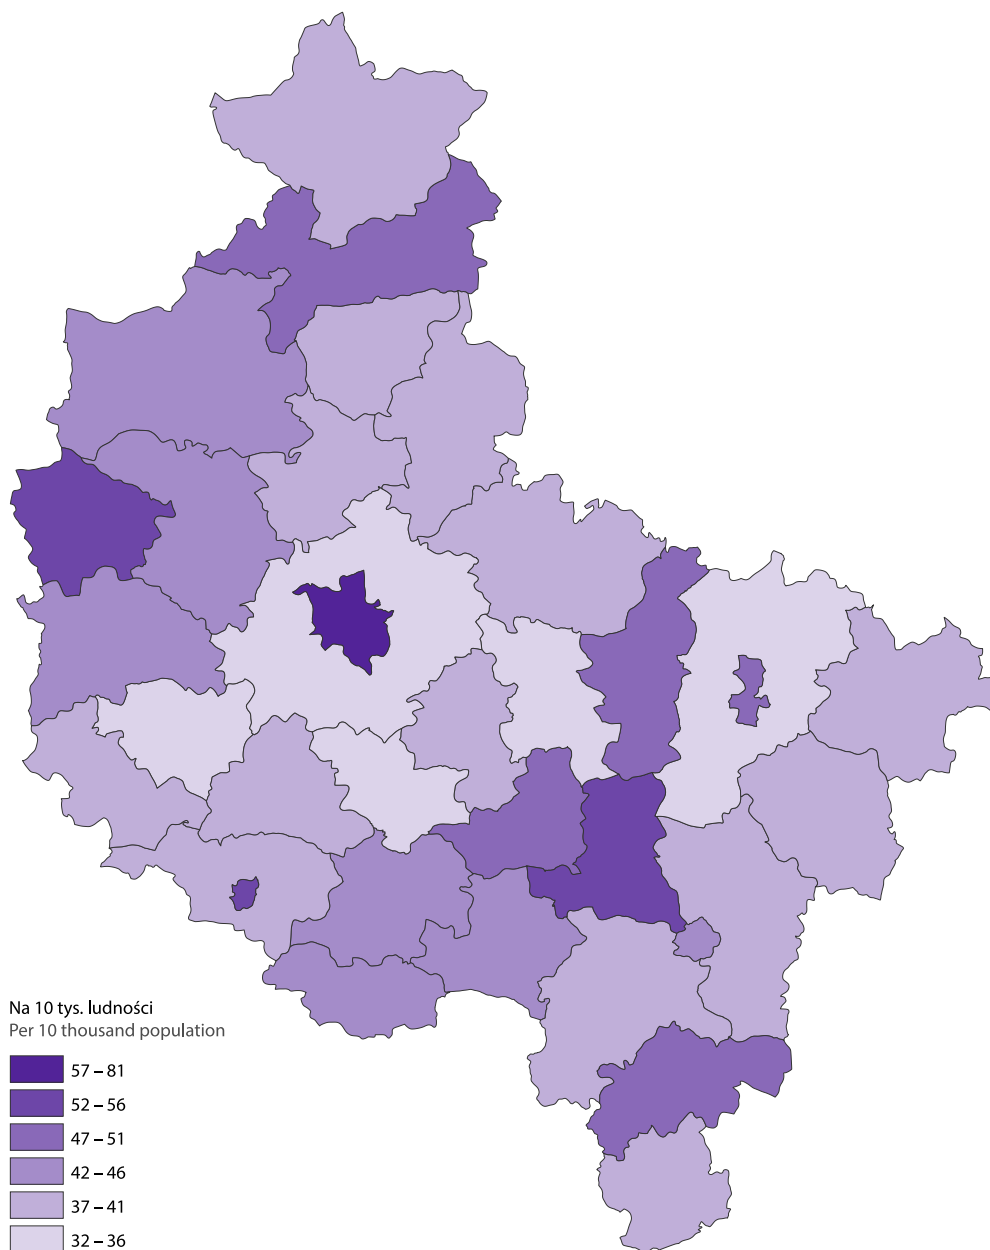 Na 10 tys. ludności
Per 10 thousand population
57 – 81
52 – 56
47 – 51
42 – 46
37 – 41
32 – 36